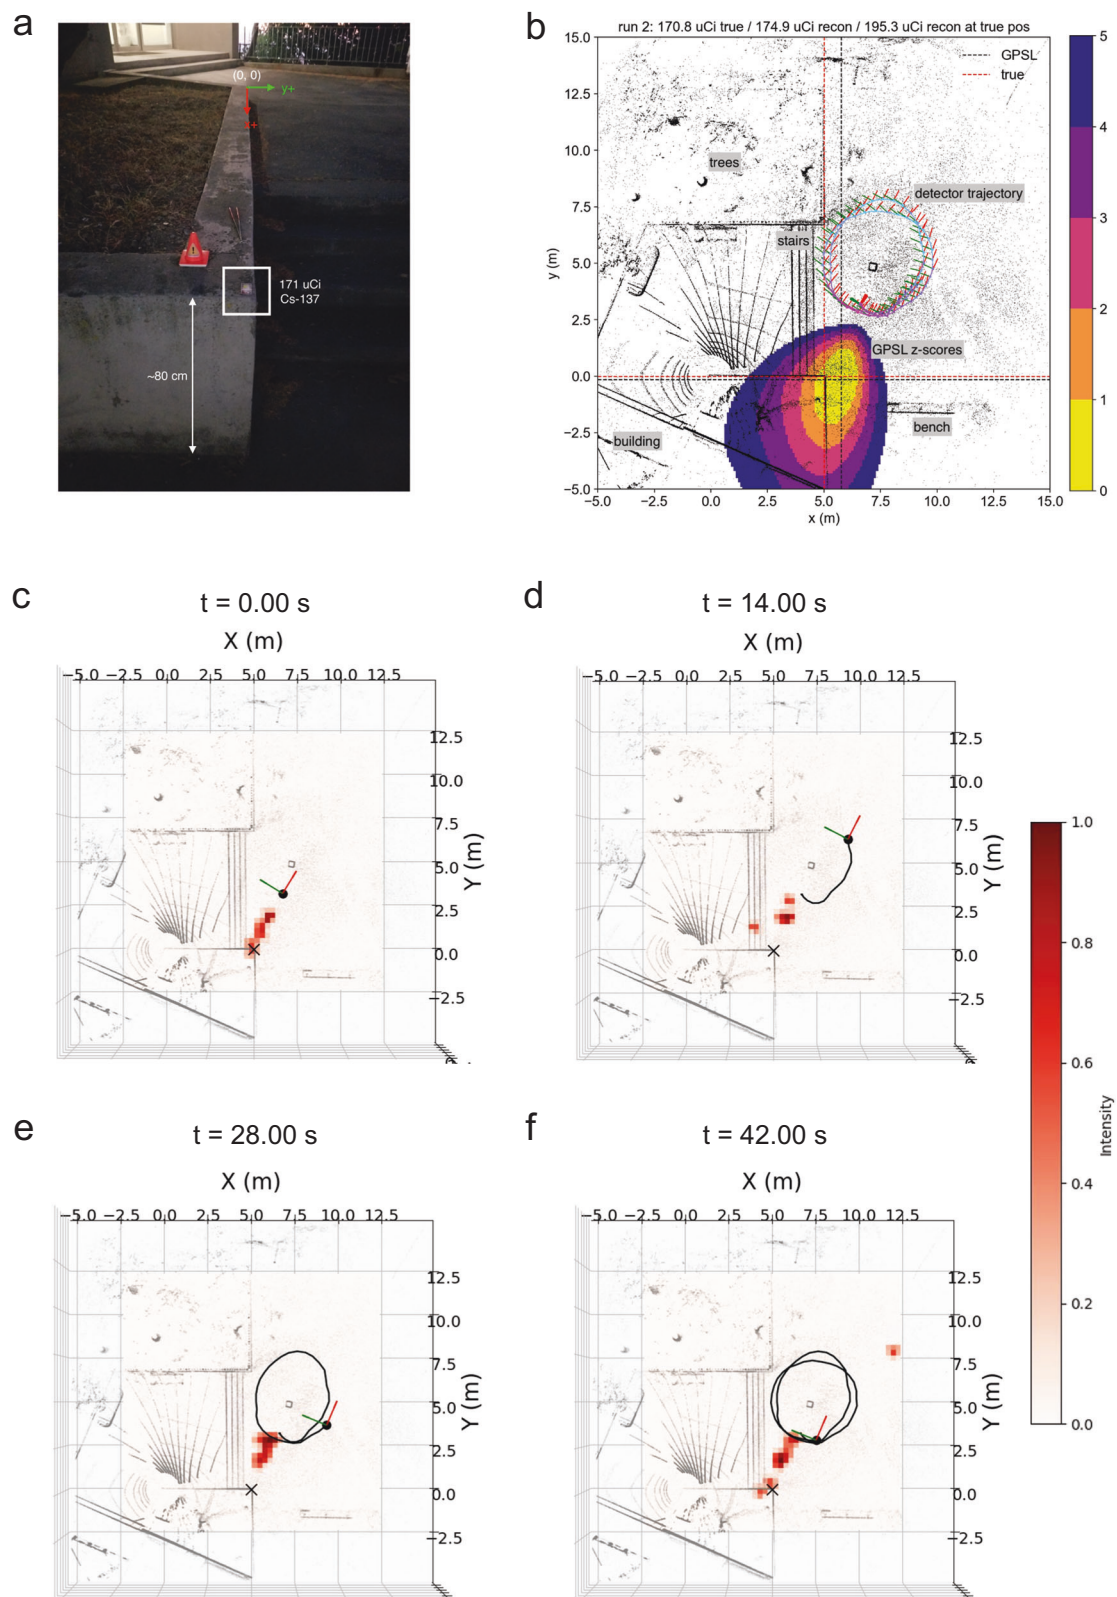 a
(0, 0)
y+
x+
171 uCi
Cs-137
~80 cm
b
run 2: 170.8 uCi true / 174.9 uCi recon / 195.3 uCi recon at true pos
15.0
12.5
10.0
7.5
5.0
2.5
0.0
−2.5
−5.0
y (m)
−5.0 −2.5 0.0 2.5 5.0 7.5 10.0 12.5 15.0
x (m)
GPSL
true
trees
detector trajectory
stairs
GPSL z-scores
building
bench
5
4
3
2
1
0
c
t = 0.00 s
X (m)
−5.0 −2.5 0.0 2.5 5.0 7.5 10.0 12.5
12.5
10.0
7.5
5.0
2.5
0.0
−2.5
Y (m)
d
t = 14.00 s
X (m)
−5.0 −2.5 0.0 2.5 5.0 7.5 10.0 12.5
12.5
10.0
7.5
5.0
2.5
0.0
−2.5
Y (m)
e
t = 28.00 s
X (m)
−5.0 −2.5 0.0 2.5 5.0 7.5 10.0 12.5
12.5
10.0
7.5
5.0
2.5
0.0
−2.5
Y (m)
f
t = 42.00 s
X (m)
−5.0 −2.5 0.0 2.5 5.0 7.5 10.0 12.5
12.5
10.0
7.5
5.0
2.5
0.0
−2.5
Y (m)
1.0
0.8
0.6
0.4
0.2
0.0
Intensity